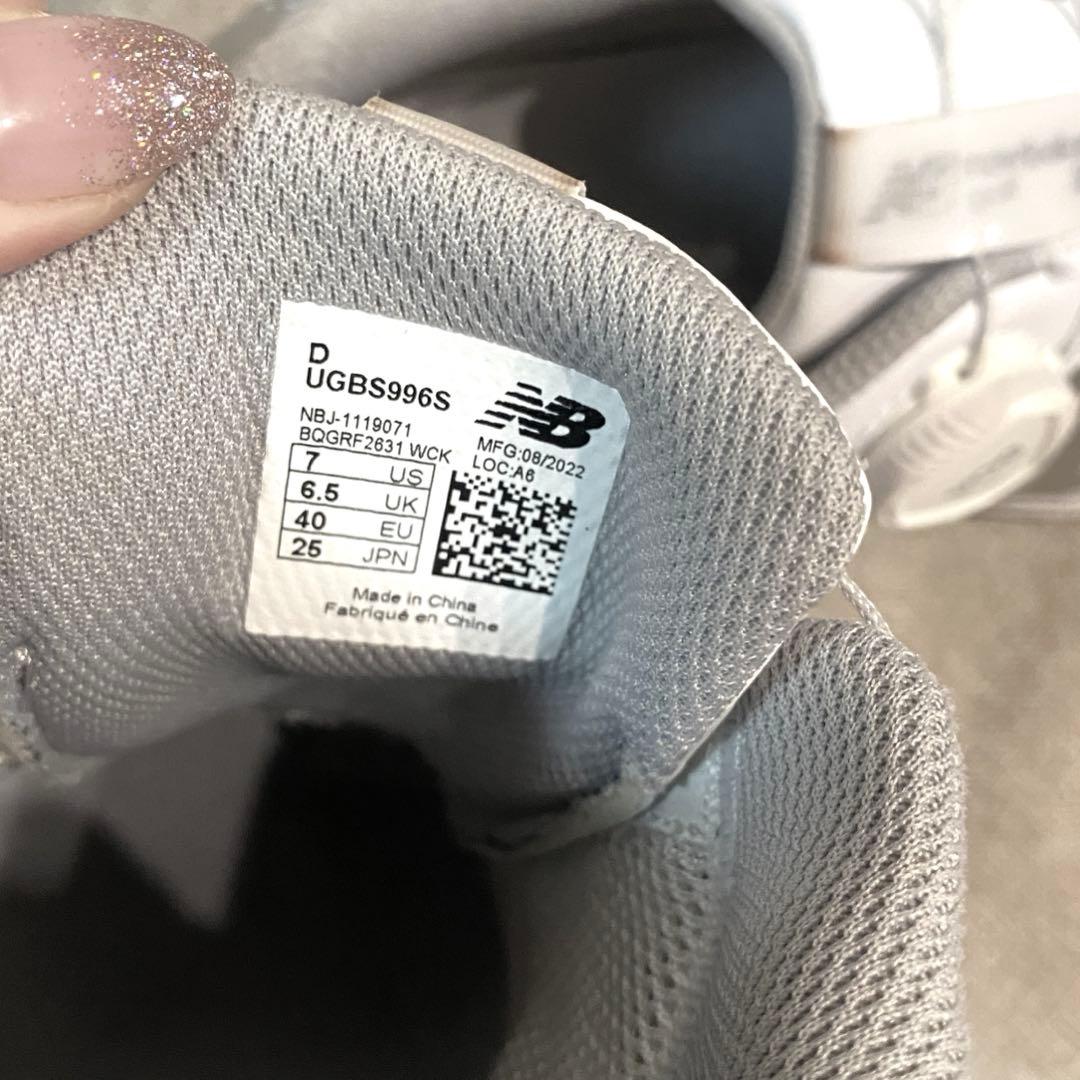 D
UGBS996S
NB
NBJ-1119071
MFG:08/2022
BQGRF2631 WCK
LOC:A6
7 US
6.5 UK
40 EU
25 JPN
Made in China
Fabriqué en Chine